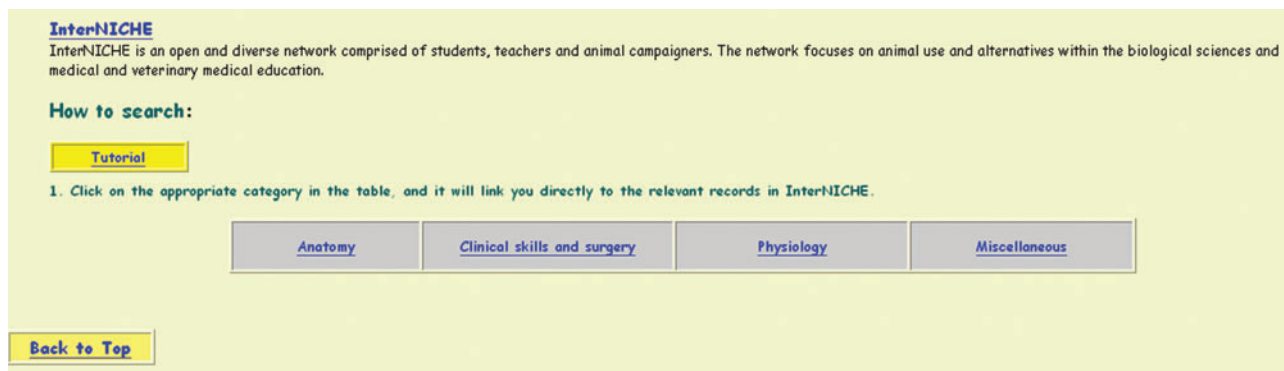 InterNICHE
InterNICHE is an open and diverse network comprised of students, teachers and animal campaigners. The network focuses on animal use and alternatives within the biological sciences and
medical and veterinary medical education.
How to search:
Tutorial
1. Click on the appropriate category in the table, and it will link you directly to the relevant records in InterNICHE.
Anatomy Clinical skills and surgery Physiology Miscellaneous
Back to Top